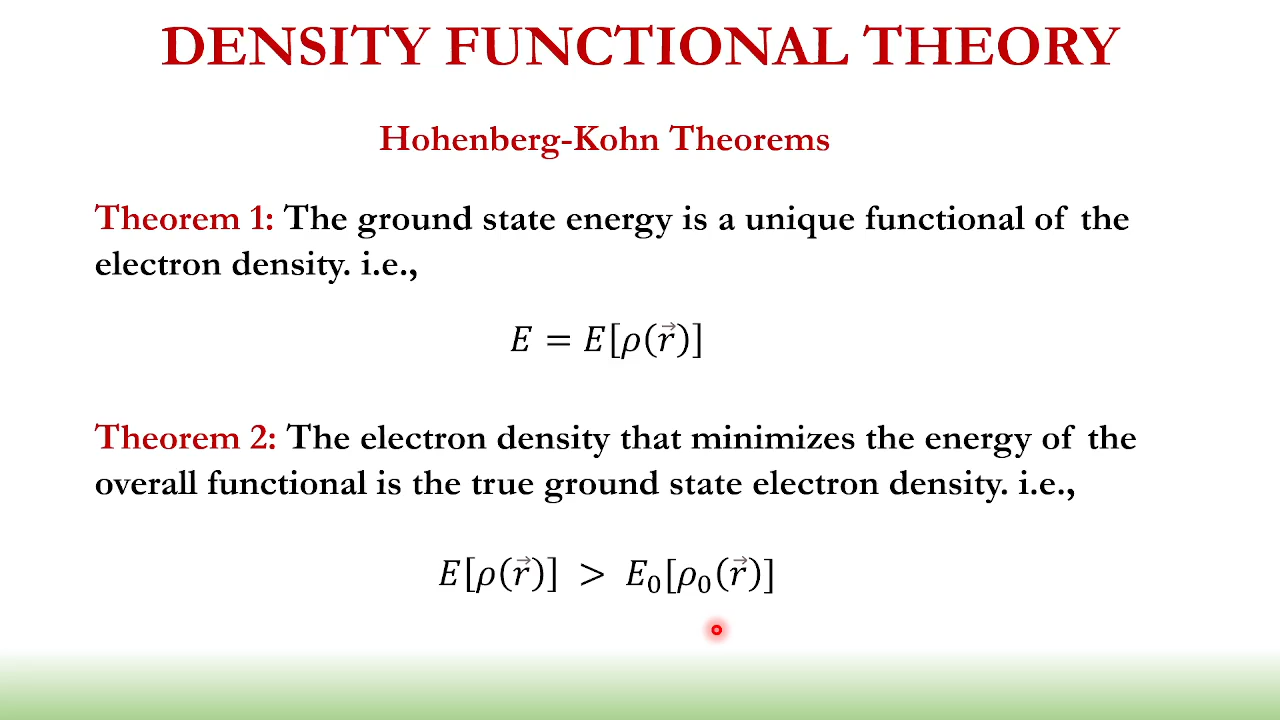 DENSITY FUNCTIONAL THEORY
Hohenberg-Kohn Theorems
Theorem 1: The ground state energy is a unique functional of the
electron density. i.e.,
𝐸 = 𝐸[𝜌(𝑟⃗)]
Theorem 2: The electron density that minimizes the energy of the
overall functional is the true ground state electron density. i.e.,
𝐸[𝜌(𝑟⃗)] > 𝐸₀[𝜌₀(𝑟⃗)]